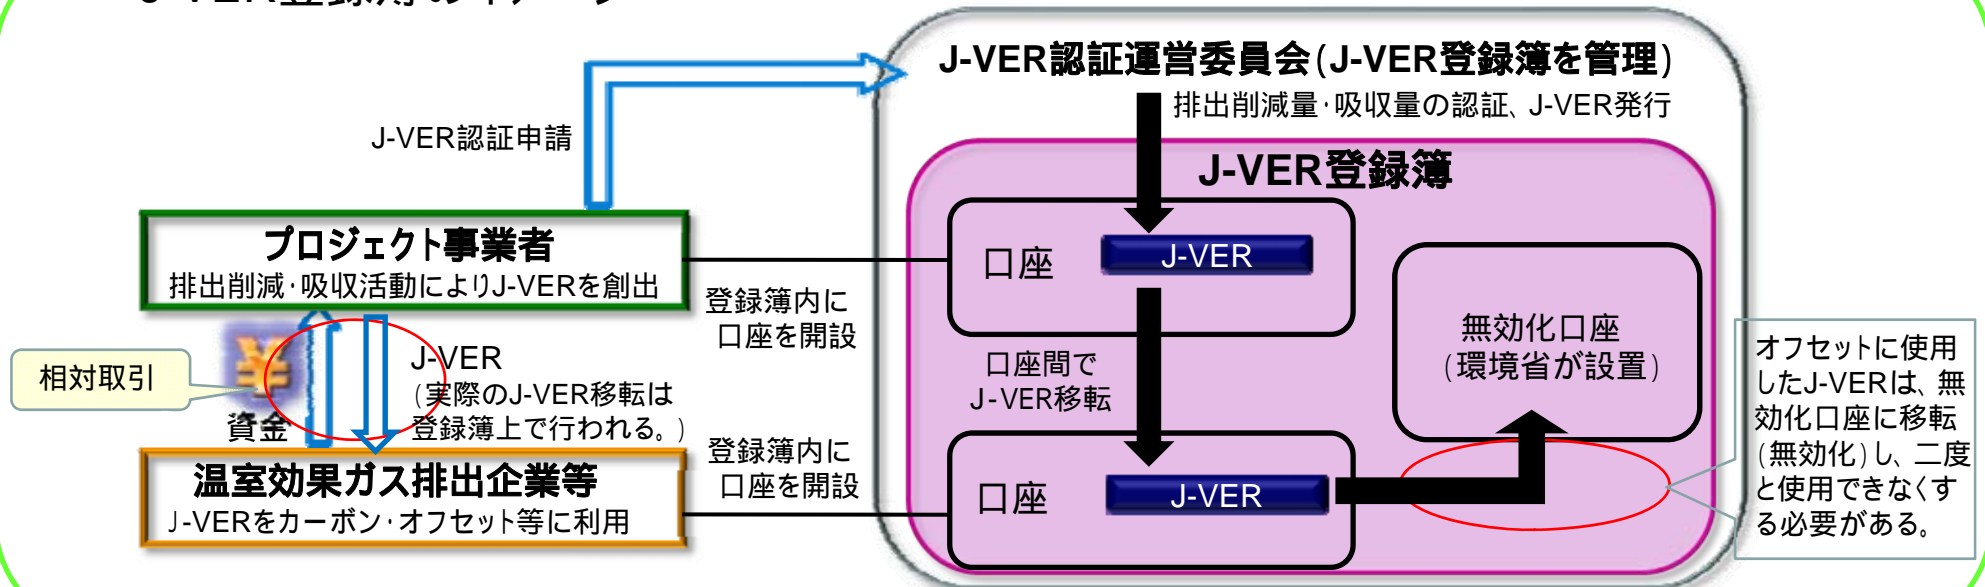 J-VER認証運営委員会(J-VER登録簿を管理)
排出削減量・吸収量の認証、J-VER発行
J-VER認証申請
J-VER登録簿
プロジェクト事業者
排出削減・吸収活動によりJ-VERを創出
口座
J-VER
登録簿内に
口座を開設
無効化口座
(環境省が設置)
相対取引
資金
J-VER
(実際のJ-VER移転は
登録簿上で行われる。)
口座間で
J-VER移転
オフセットに使用
したJ-VERは、無
効化口座に移転
(無効化)し、二度
と使用できなくす
る必要がある。
温室効果ガス排出企業等
J-VERをカーボン・オフセット等に利用
登録簿内に
口座を開設
口座
J-VER